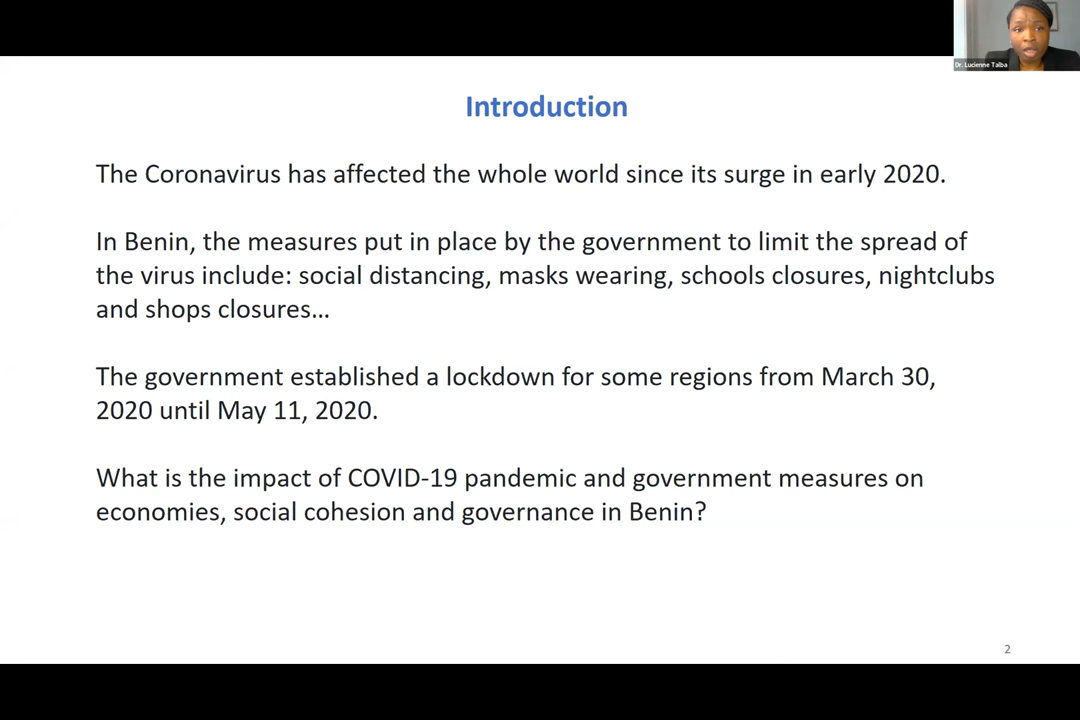 Dr. Lucienne Talba
Introduction
The Coronavirus has affected the whole world since its surge in early 2020.
In Benin, the measures put in place by the government to limit the spread of
the virus include: social distancing, masks wearing, schools closures, nightclubs
and shops closures…
The government established a lockdown for some regions from March 30,
2020 until May 11, 2020.
What is the impact of COVID-19 pandemic and government measures on
economies, social cohesion and governance in Benin?
2